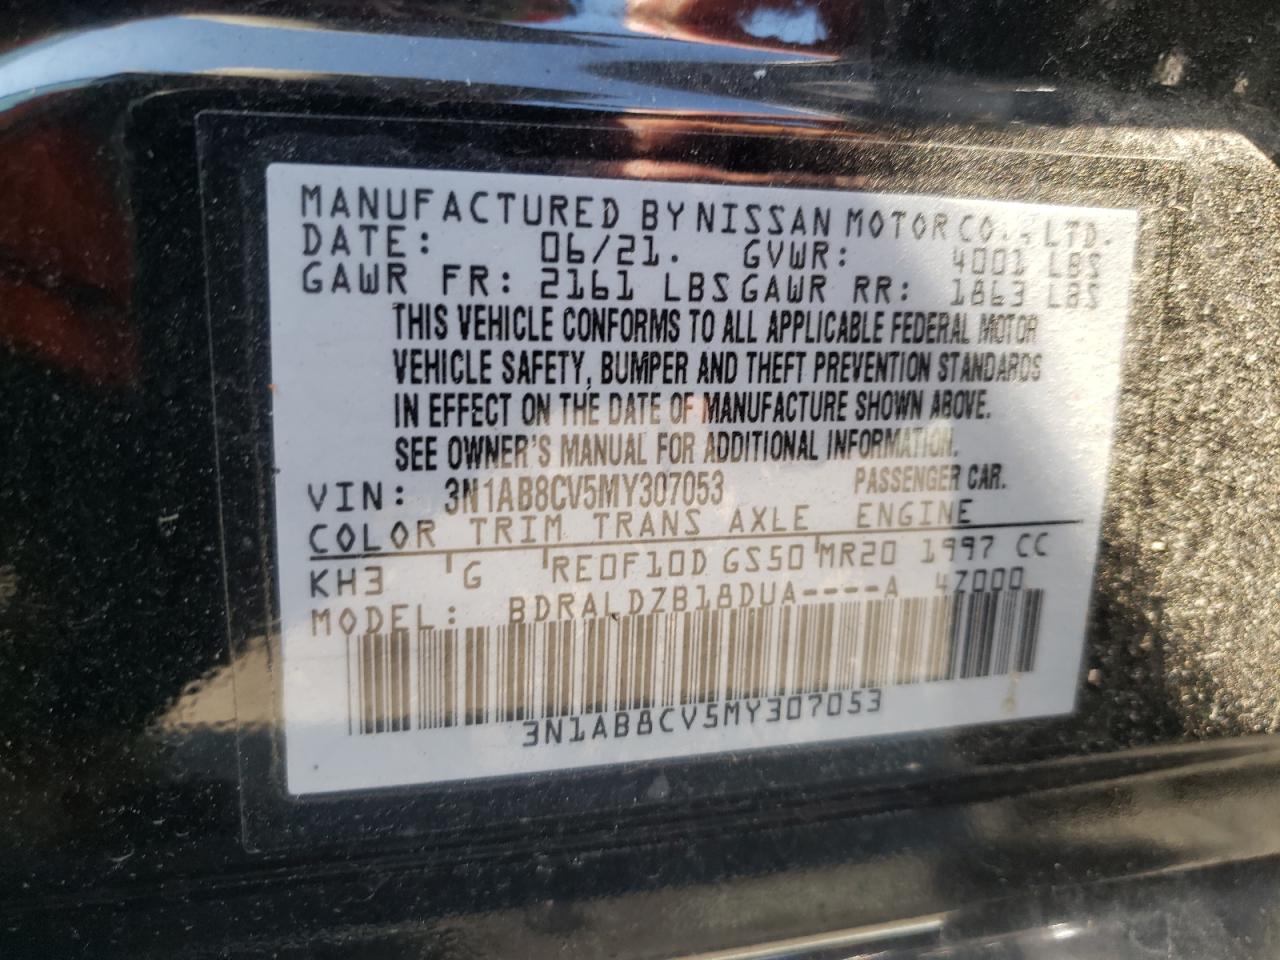 MANUFACTURED BY NISSAN MOTOR CO., LTD.
DATE: 06/21. GVWR: 4001 LBS
GAWR FR: 2161 LBS GAWR RR: 1863 LBS
THIS VEHICLE CONFORMS TO ALL APPLICABLE FEDERAL MOTOR
VEHICLE SAFETY, BUMPER AND THEFT PREVENTION STANDARDS
IN EFFECT ON THE DATE OF MANUFACTURE SHOWN ABOVE.
SEE OWNER'S MANUAL FOR ADDITIONAL INFORMATION.
VIN: 3N1AB8CV5MY307053 PASSENGER CAR.
COLOR TRIM TRANS AXLE ENGINE
KH3 G RE0F10D GS50 MR20 1997 CC
MODEL: BDRALDZB18DUA----A 4Z000
3N1AB8CV5MY307053